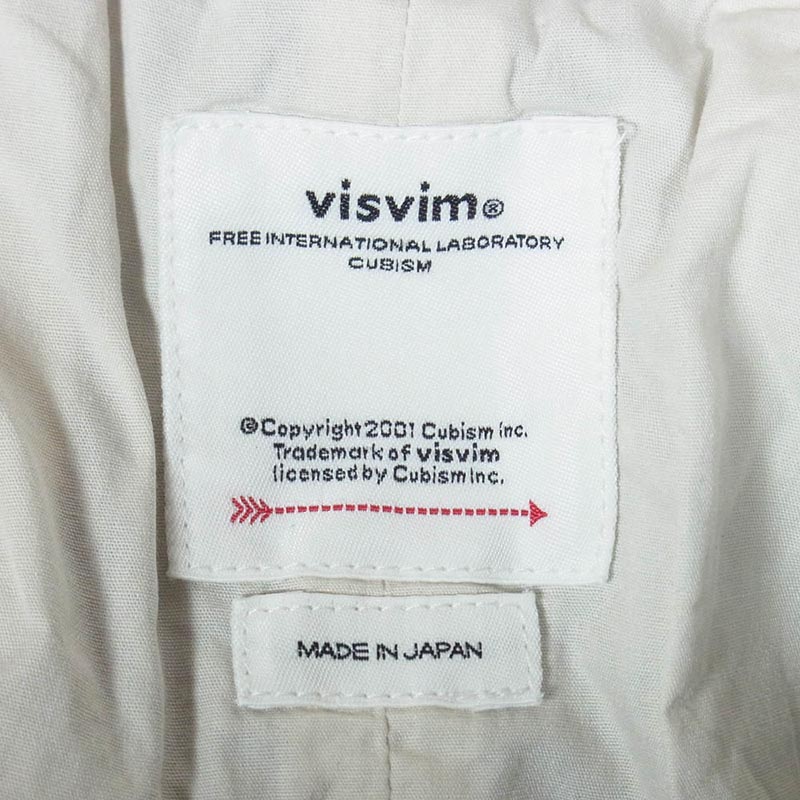 visvim®
FREE INTERNATIONAL LABORATORY
CUBISM
©Copyright 2001 Cubism inc.
Trademark of visvim
licensed by Cubism Inc.
MADE IN JAPAN